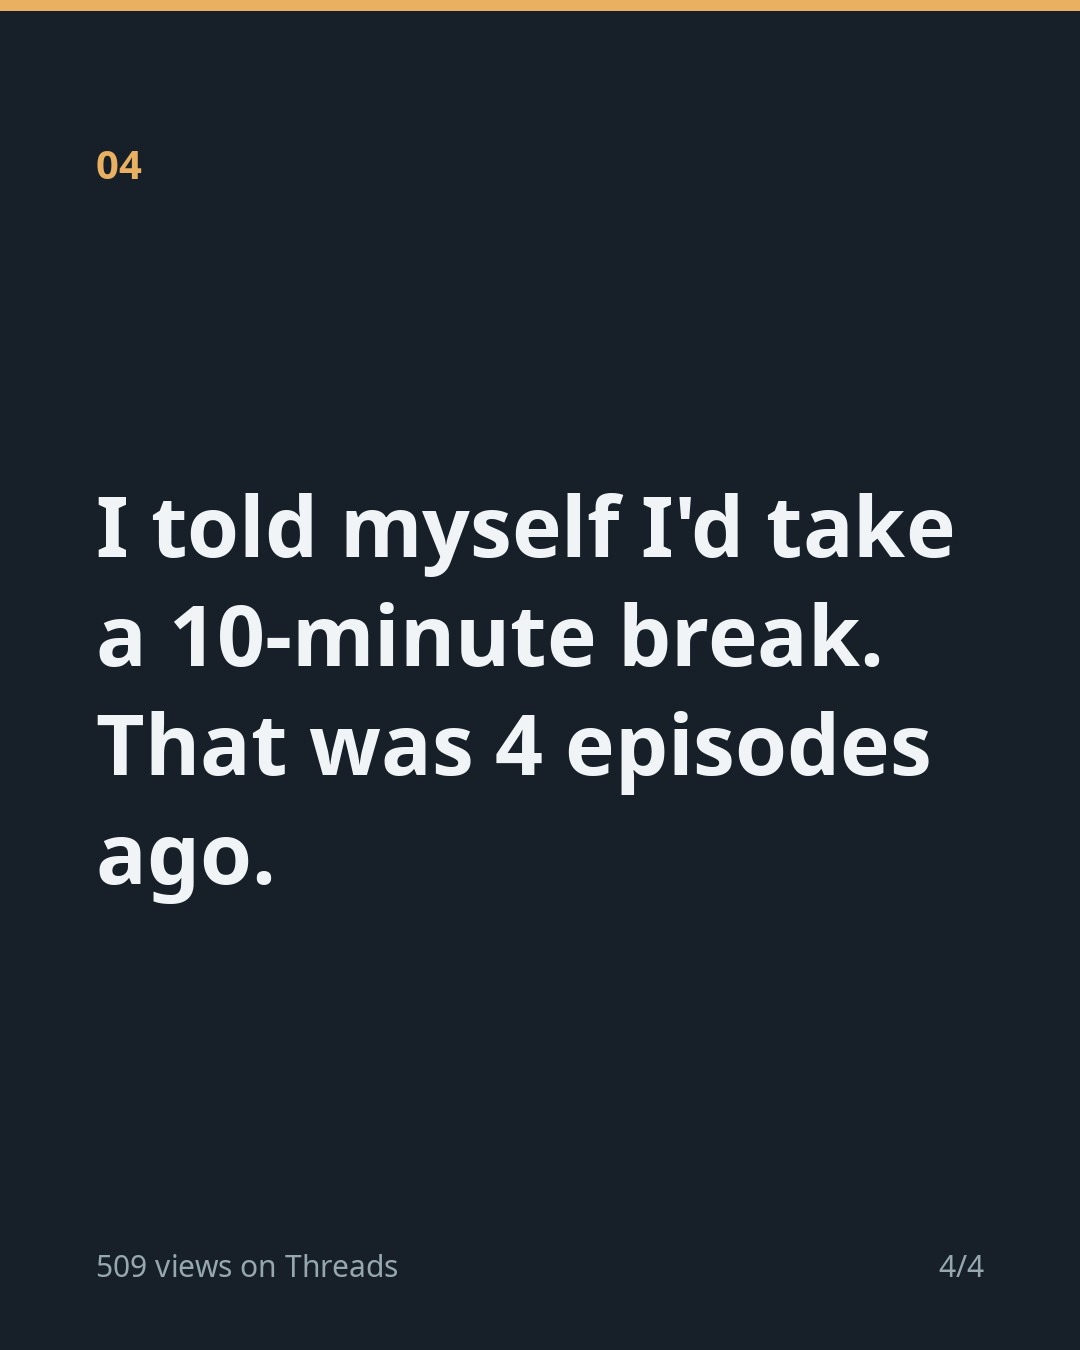 04
I told myself I'd take
a 10-minute break.
That was 4 episodes
ago.
509 views on Threads
4/4